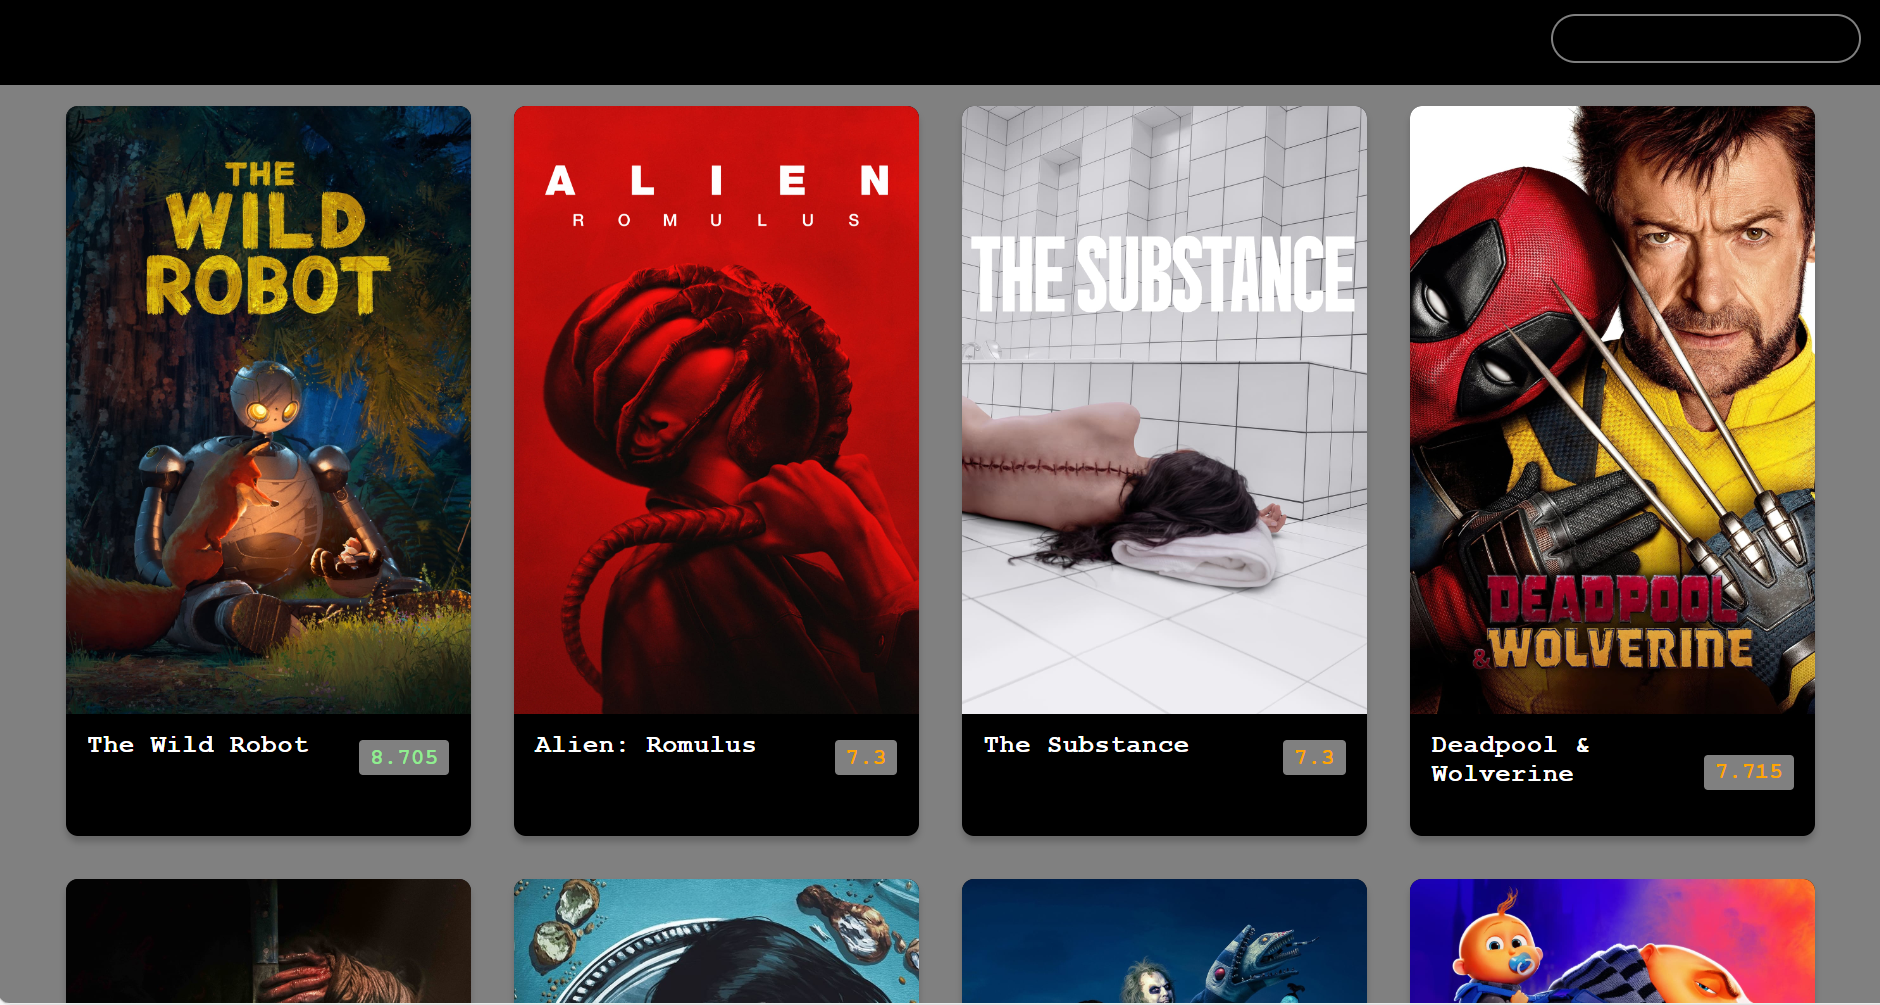 THE
WILD
ROBOT
The Wild Robot
8.705
ALIEN
ROMULUS
Alien: Romulus
7.3
THE SUBSTANCE
The Substance
7.3
DEADPOOL
&WOLVERINE
Deadpool &
Wolverine
7.715